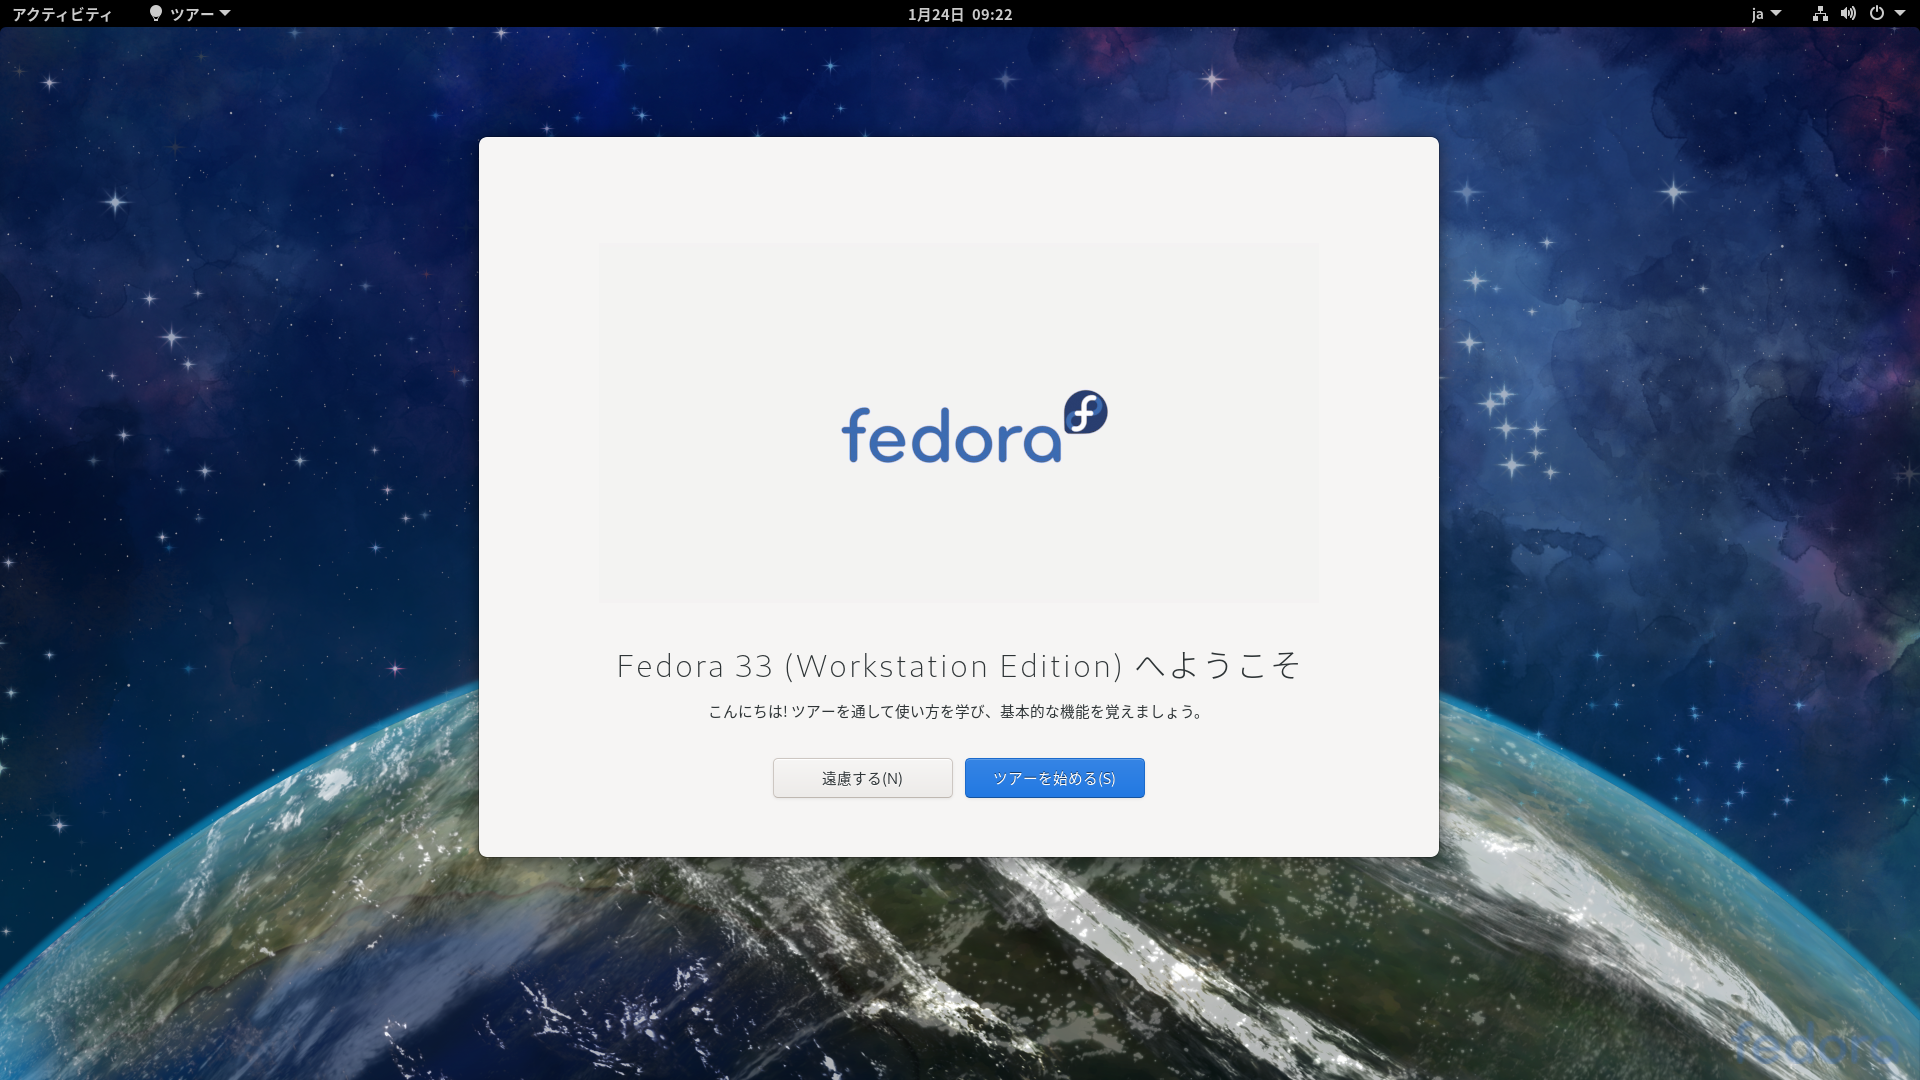 アクティビティ ツアー 1月24日 09:22 ja
fedora
Fedora 33 (Workstation Edition) へようこそ
こんにちは! ツアーを通して使い方を学び、基本的な機能を覚えましょう。
遠慮する(N) ツアーを始める(S)
fedora